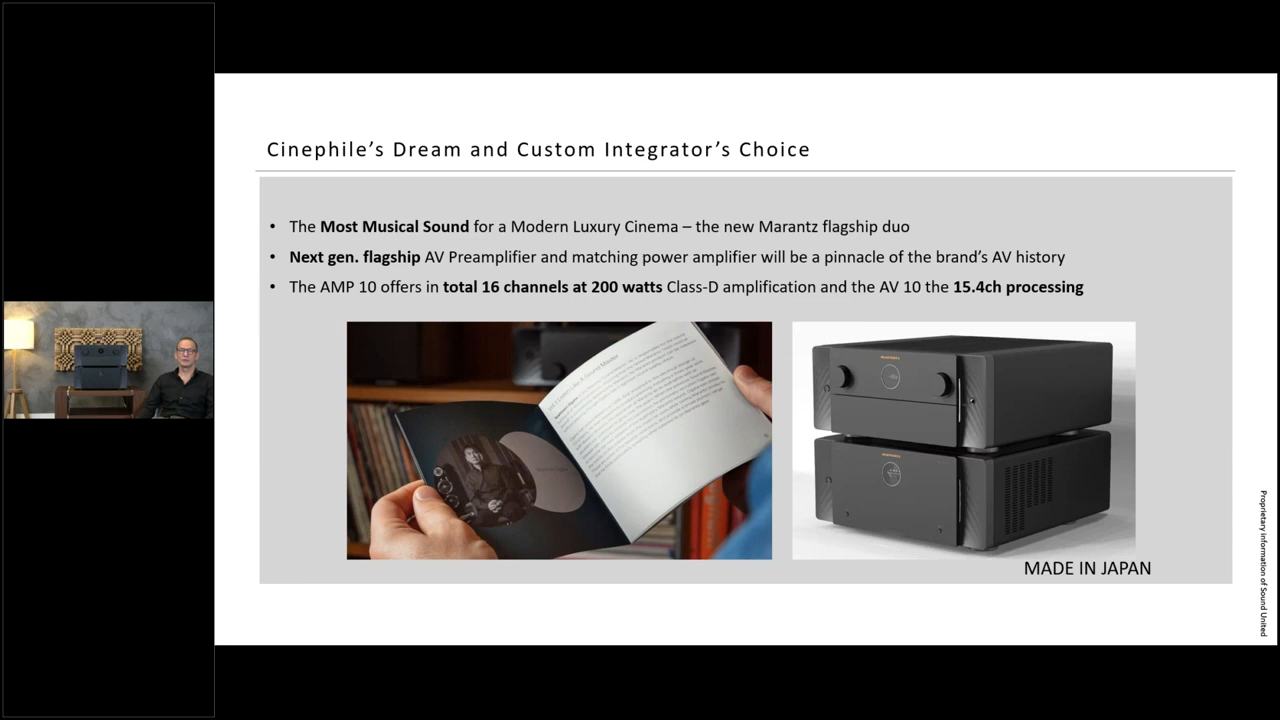 Cinephile’s Dream and Custom Integrator’s Choice
• The Most Musical Sound for a Modern Luxury Cinema – the new Marantz flagship duo
• Next gen. flagship AV Preamplifier and matching power amplifier will be a pinnacle of the brand’s AV history
• The AMP 10 offers in total 16 channels at 200 watts Class-D amplification and the AV 10 the 15.4ch processing
marantz
marantz
MADE IN JAPAN
Proprietary information of Sound United